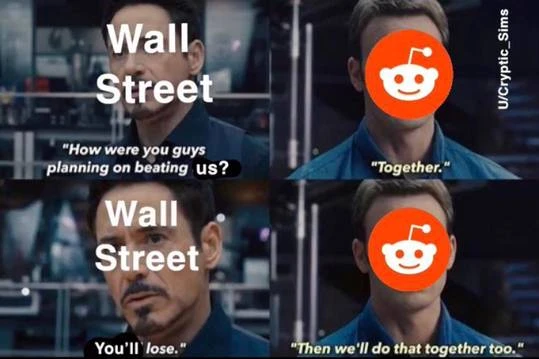 Wall
Street
U/Cryptic_Sims
"How were you guys
planning on beating us?
"Together."
Wall
Street
You'll lose."
"Then we'll do that together too."